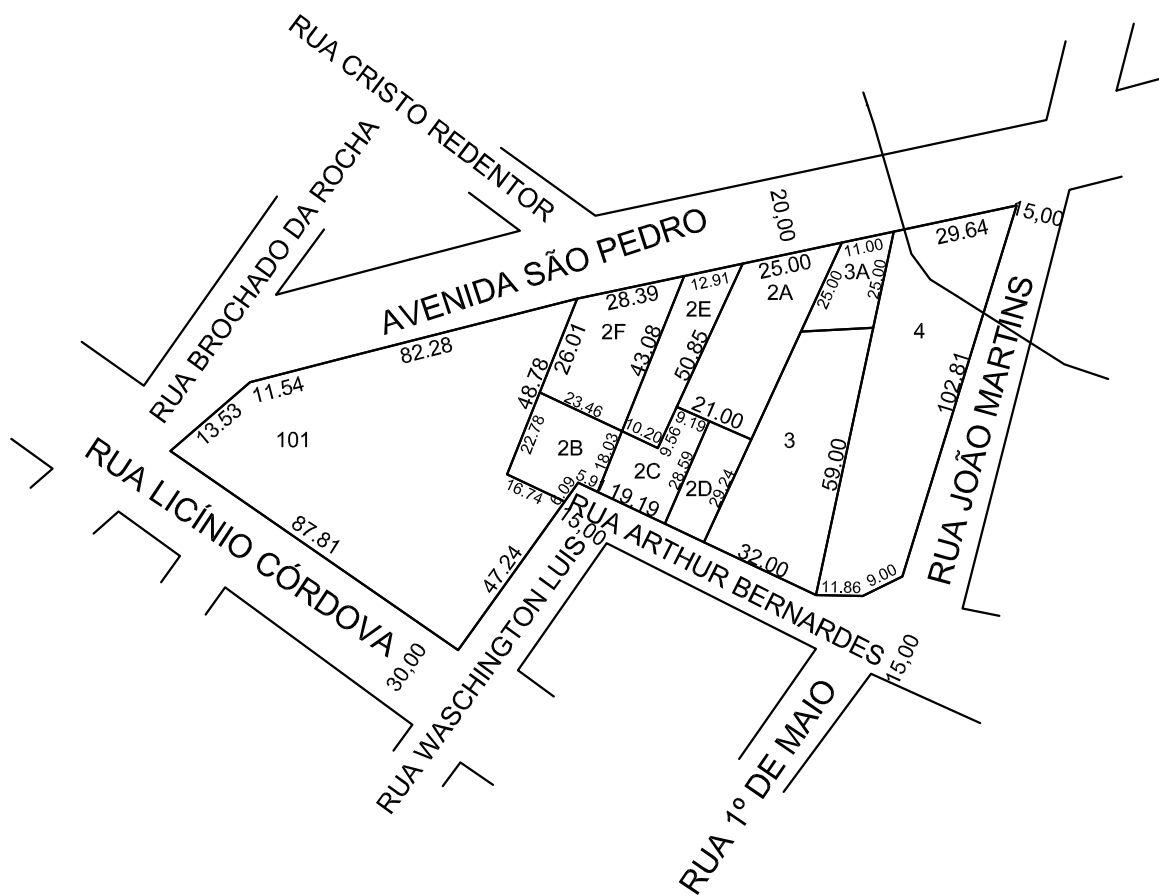 RUA CRISTO REDENTOR
RUA BROCHADO DA ROCHA
AVENIDA SÃO PEDRO
20,00
15,00
29.64
11.00
3A
25.00
25.00
25.00
2A
12.91
2E
28.39
2F
26.01
43.08
50.85
82.28
11.54
13.53
101
48.78
23.46
10.20
21.00
9.19
9.56
4
102.81
3
59.00
22.78
2B
18.03
2C
28.59
2D
29.24
16.74
6.09
19.19
15,00
32.00
11.86
9.00
87.81
47.24
RUA LICÍNIO CÓRDOVA
30,00
RUA WASCHINGTON LUIS
RUA ARTHUR BERNARDES
15,00
RUA JOÃO MARTINS
RUA 1º DE MAIO